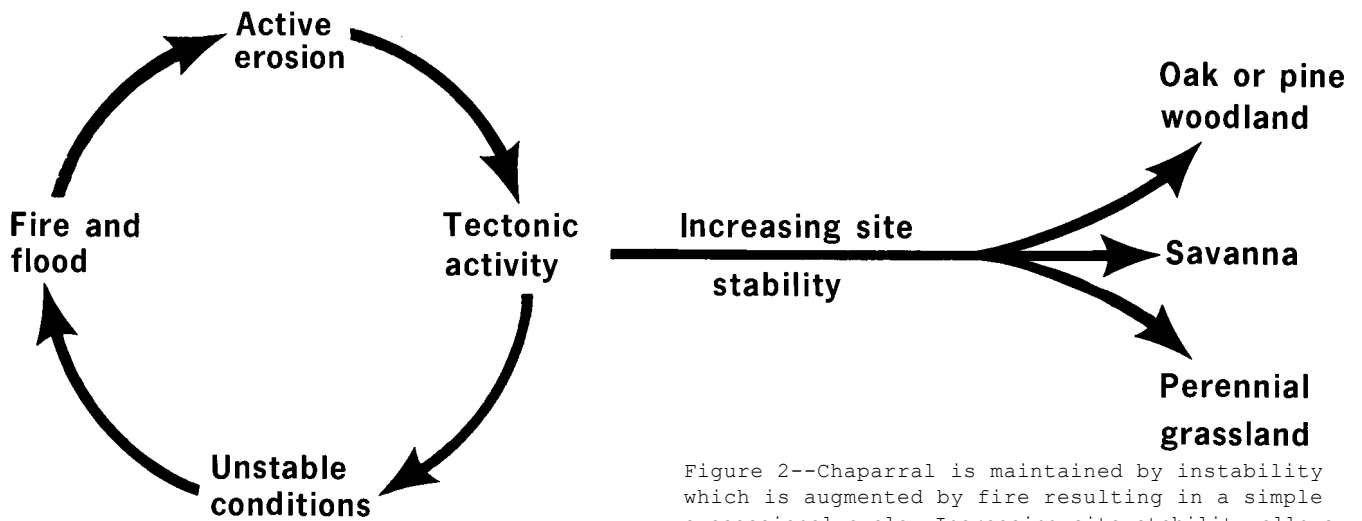 Active
erosion
Oak or pine
woodland
Fire and
flood
Tectonic
activity
Increasing site
stability
Savanna
Perennial
grassland
Unstable
conditions
Figure 2--Chaparral is maintained by instability
which is augmented by fire resulting in a simple